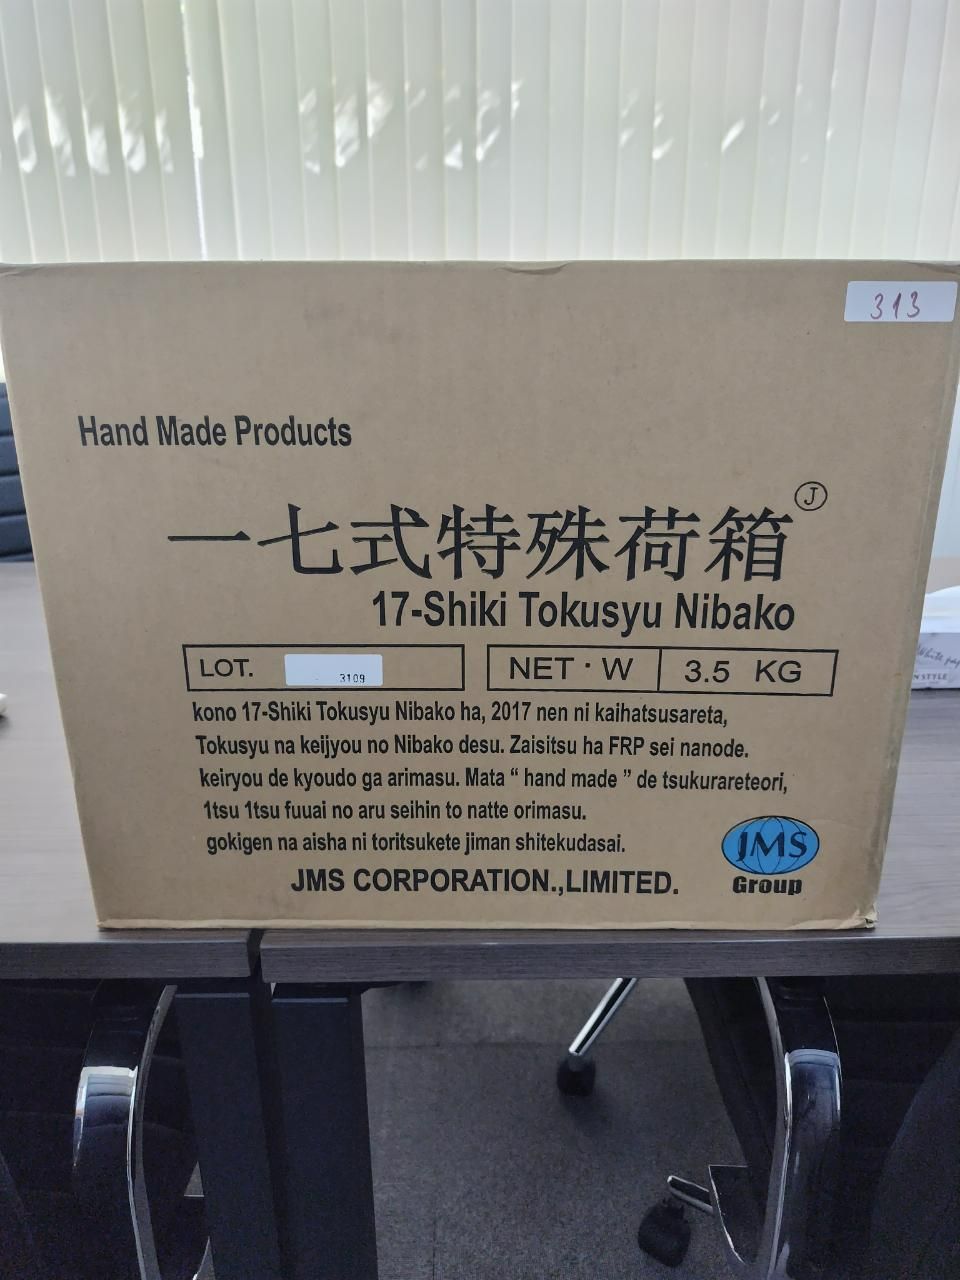 313
Hand Made Products
一七式特殊荷箱 Ⓙ
17-Shiki Tokusyu Nibako
LOT. 3109 NET・W 3.5 KG
kono 17-Shiki Tokusyu Nibako ha, 2017 nen ni kaihatsusareta,
Tokusyu na keijyou no Nibako desu. Zaisitsu ha FRP sei nanode.
keiryou de kyoudo ga arimasu. Mata “ hand made ” de tsukurareteori,
1tsu 1tsu fuuai no aru seihin to natte orimasu.
gokigen na aisha ni toritsukete jiman shitekudasai.
JMS CORPORATION.,LIMITED.
JMS
Group
White
N STYLE